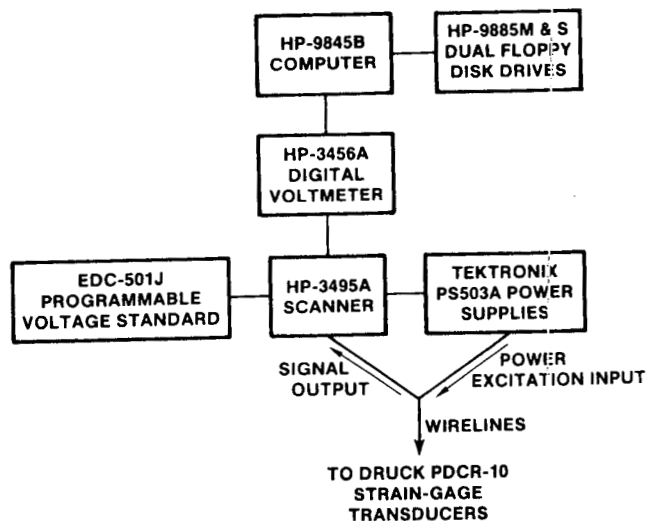 HP-9845B
COMPUTER
HP-9885M & S
DUAL FLOPPY
DISK DRIVES
HP-3456A
DIGITAL
VOLTMETER
EDC-501J
PROGRAMMABLE
VOLTAGE STANDARD
HP-3495A
SCANNER
TEKTRONIX
PS503A POWER
SUPPLIES
SIGNAL
OUTPUT
POWER
EXCITATION INPUT
WIRELINES
TO DRUCK PDCR-10
STRAIN-GAGE
TRANSDUCERS